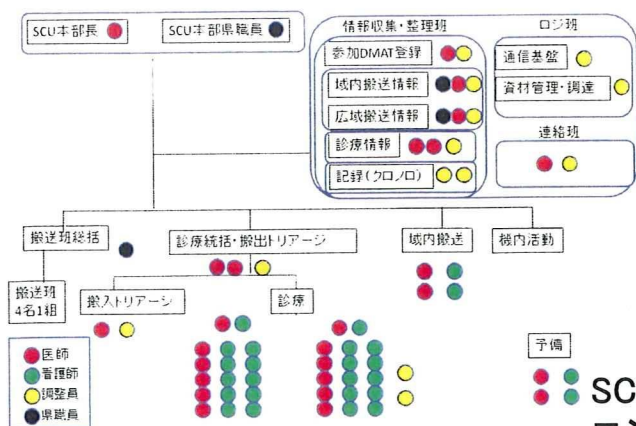 SCU本部長
SCU本部県職員
情報収集・整理班
参加DMAT登録
域内搬送情報
広域搬送情報
診療情報
記録(クロノロ)
ロジ班
通信基盤
資材管理・調達
連絡班
搬送班総括
診療統括・搬出トリアージ
域内搬送
機内活動
搬送班
4名1組
搬入トリアージ
診療
医師
看護師
調整員
県職員
予備
SC